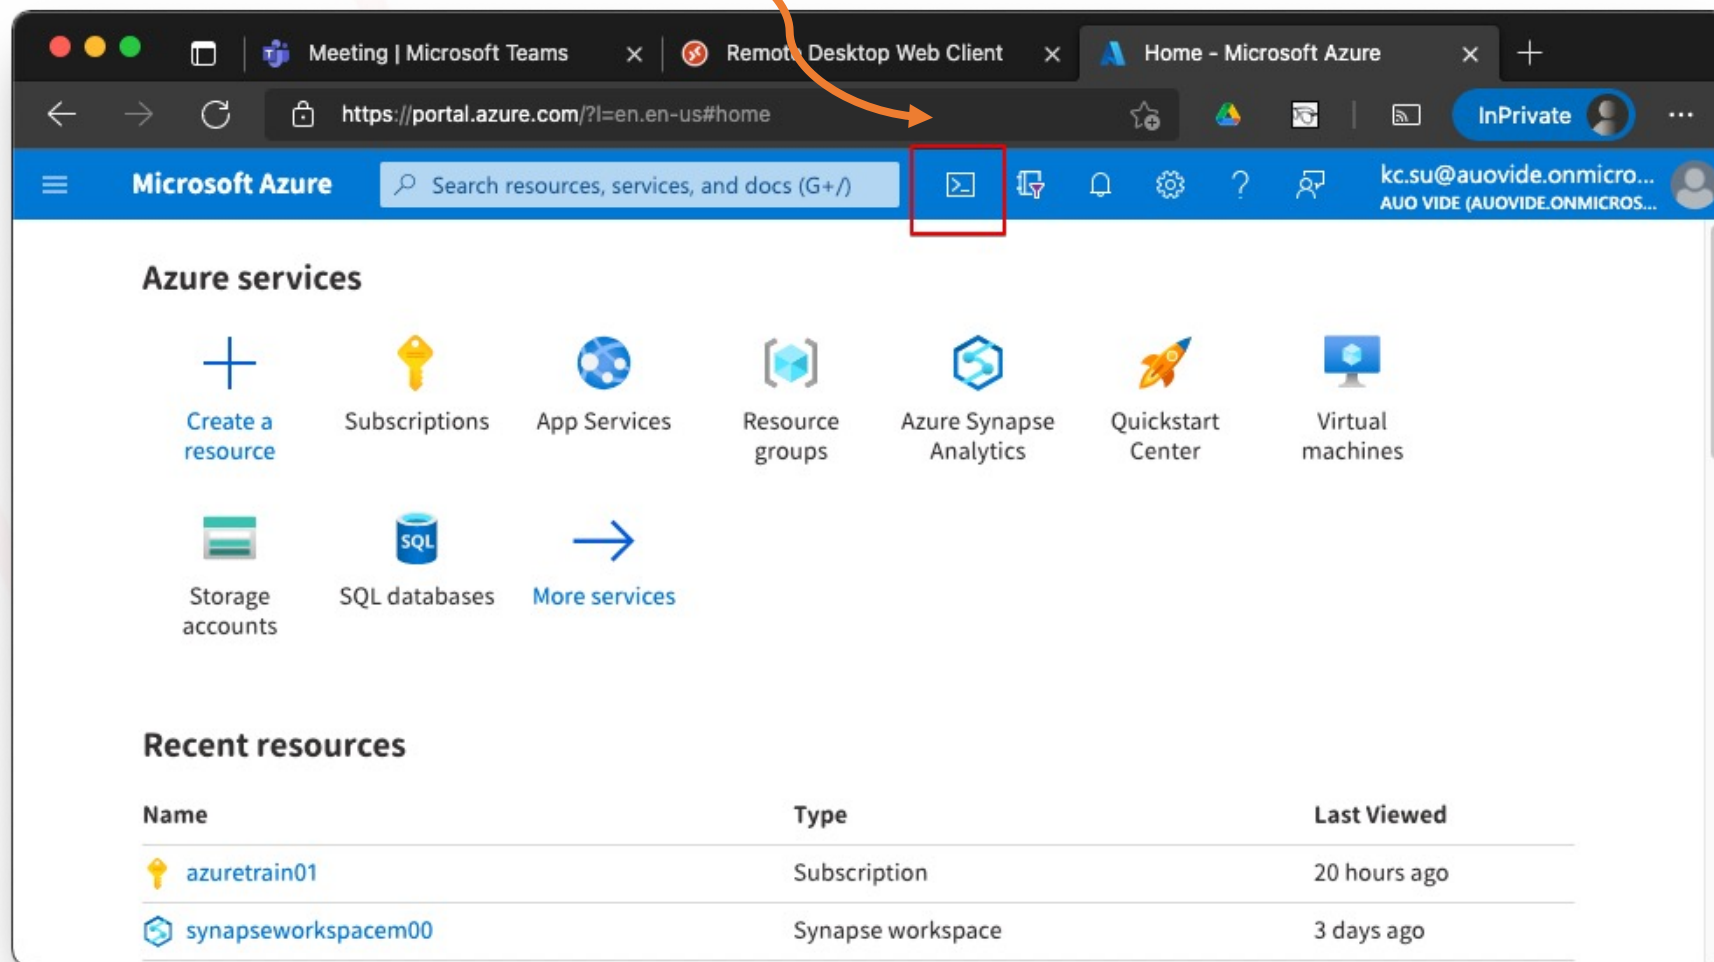 Meeting | Microsoft Teams
Remote Desktop Web Client
Home - Microsoft Azure
https://portal.azure.com/?l=en.en-us#home
InPrivate
Microsoft Azure
Search resources, services, and docs (G+/)
kc.su@auovide.onmicro...
AUO VIDE (AUOVIDE.ONMICROS...
Azure services
Create a
resource
Subscriptions
App Services
Resource
groups
Azure Synapse
Analytics
Quickstart
Center
Virtual
machines
Storage
accounts
SQL
SQL databases
More services
Recent resources
Name Type Last Viewed
azuretrain01 Subscription 20 hours ago
synapseworkspacem00 Synapse workspace 3 days ago